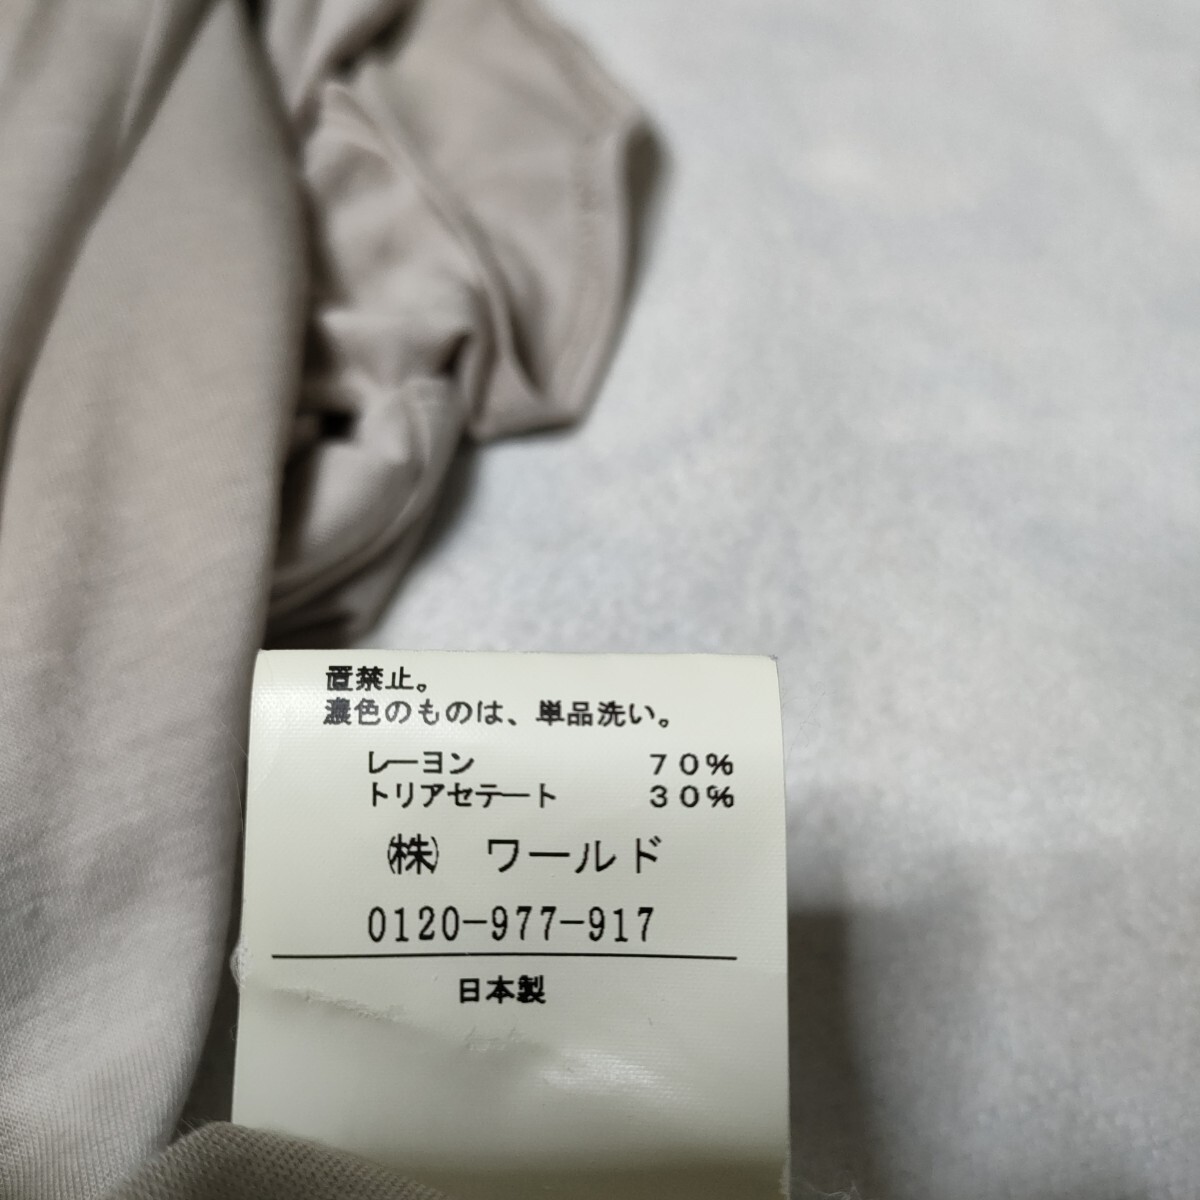 置禁止。
濃色のものは、単品洗い。
レーヨン 70%
トリアセテート 30%
㈱ ワールド
0120-977-917
日本製